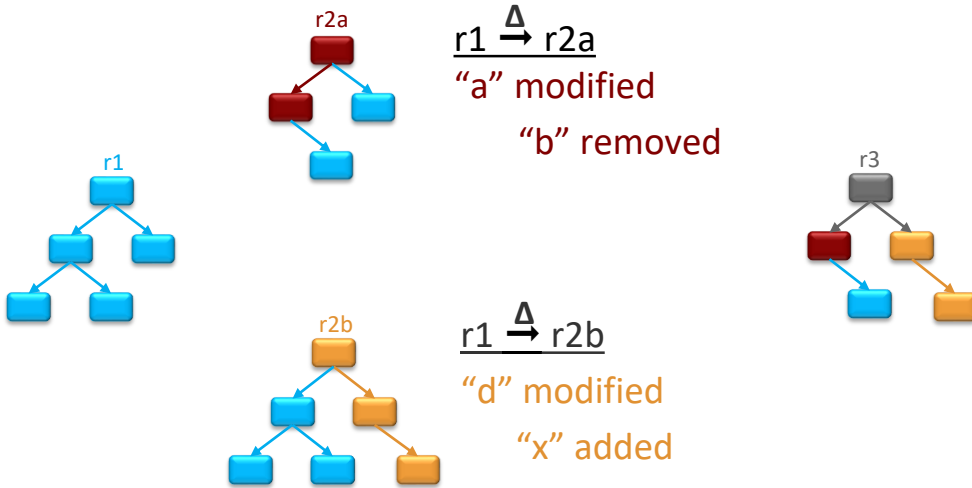 r2a
r1 Δ→ r2a
“a” modified
“b” removed
r1
r3
r2b
r1 Δ→ r2b
“d” modified
“x” added